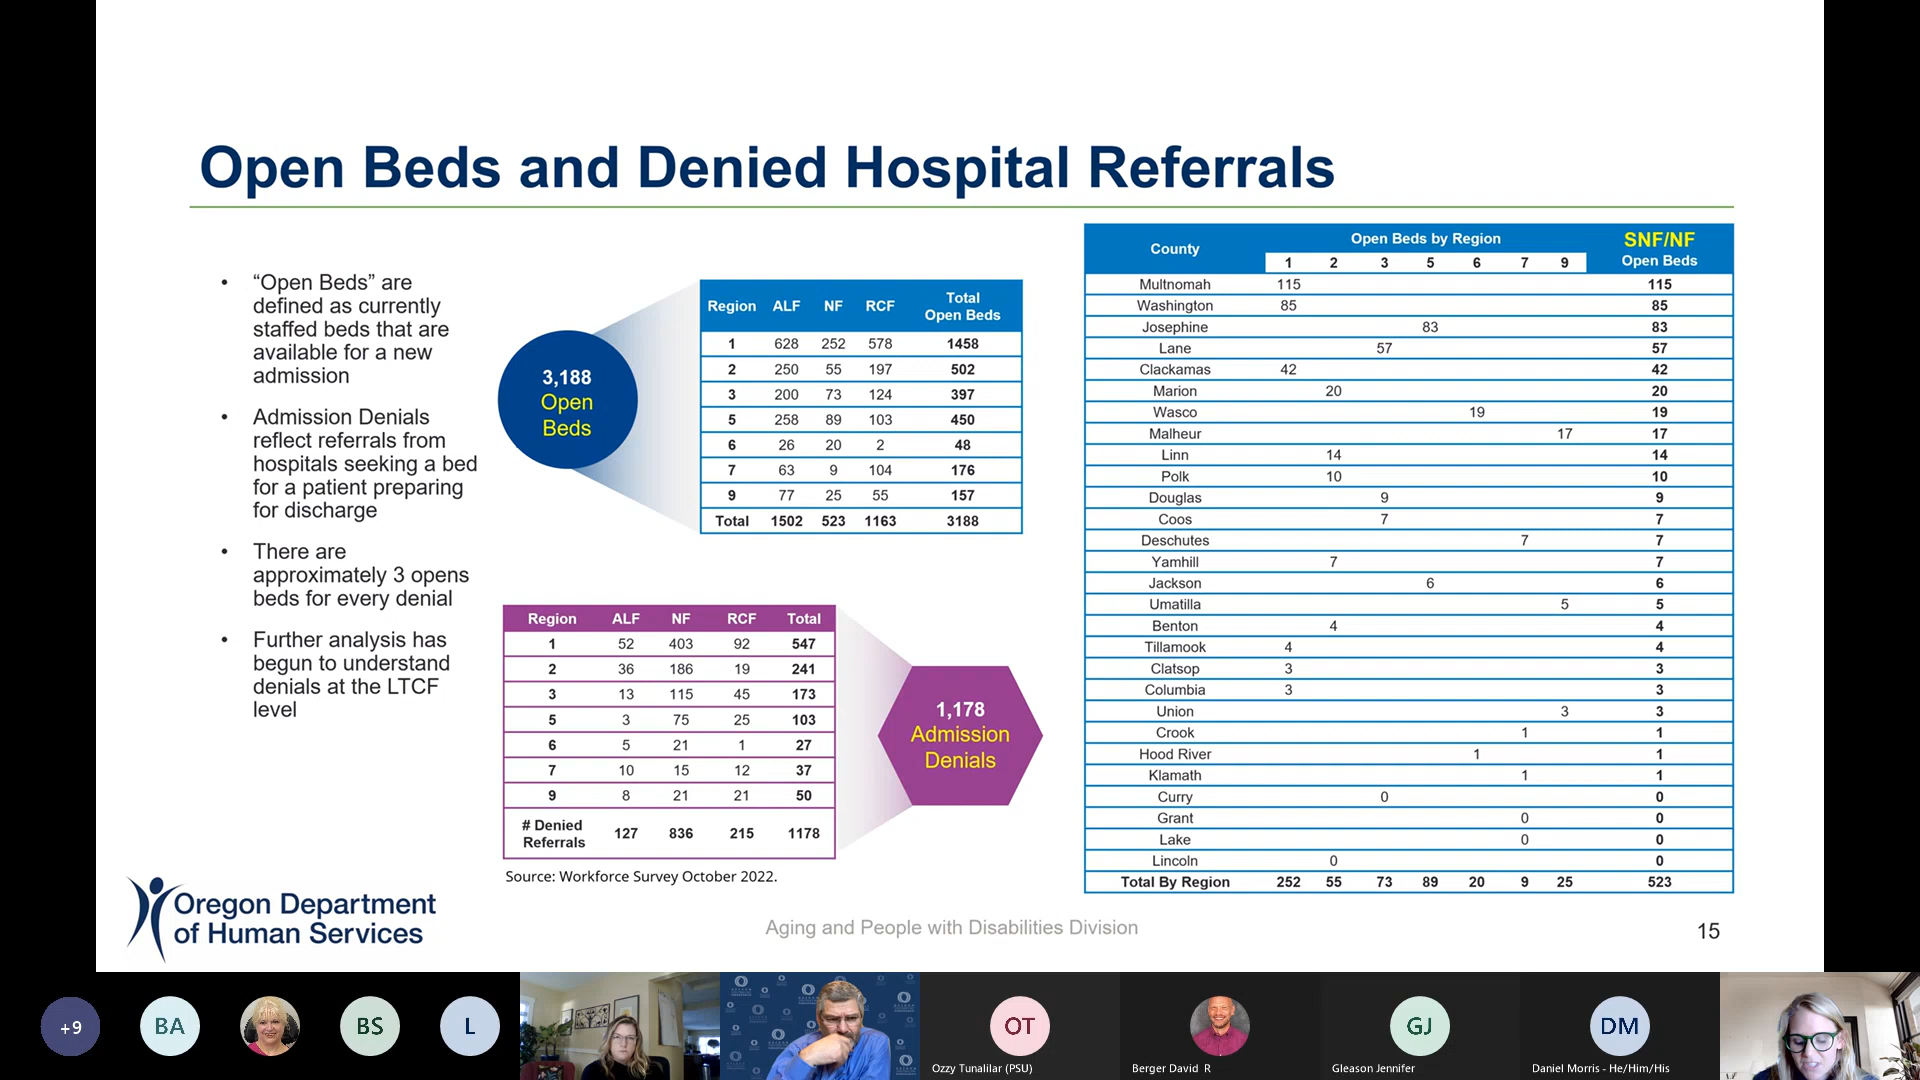 Open Beds and Denied Hospital Referrals
• “Open Beds” are
defined as currently
staffed beds that are
available for a new
admission
• Admission Denials
reflect referrals from
hospitals seeking a bed
for a patient preparing
for discharge
• There are
approximately 3 opens
beds for every denial
• Further analysis has
begun to understand
denials at the LTCF
level
3,188
Open
Beds
Region ALF NF RCF Total Open Beds
1 628 252 578 1458
2 250 55 197 502
3 200 73 124 397
5 258 89 103 450
6 26 20 2 48
7 63 9 104 176
9 77 25 55 157
Total 1502 523 1163 3188
Region ALF NF RCF Total
1 52 403 92 547
2 36 186 19 241
3 13 115 45 173
5 3 75 25 103
6 5 21 1 27
7 10 15 12 37
9 8 21 21 50
# Denied Referrals 127 836 215 1178
1,178
Admission
Denials
Source: Workforce Survey October 2022.
County Open Beds by Region SNF/NF Open Beds
1 2 3 5 6 7 9
Multnomah 115 115
Washington 85 85
Josephine 83 83
Lane 57 57
Clackamas 42 42
Marion 20 20
Wasco 19 19
Malheur 17 17
Linn 14 14
Polk 10 10
Douglas 9 9
Coos 7 7
Deschutes 7 7
Yamhill 7 7
Jackson 6 6
Umatilla 5 5
Benton 4 4
Tillamook 4 4
Clatsop 3 3
Columbia 3 3
Union 3 3
Crook 1 1
Hood River 1 1
Klamath 1 1
Curry 0 0
Grant 0 0
Lake 0 0
Lincoln 0 0
Total By Region 252 55 73 89 20 9 25 523
Oregon Department
of Human Services
Aging and People with Disabilities Division
15
+9
BA
BS
L
OT
Ozzy Tunalilar (PSU)
Berger David R
GJ
Gleason Jennifer
DM
Daniel Morris - He/Him/His